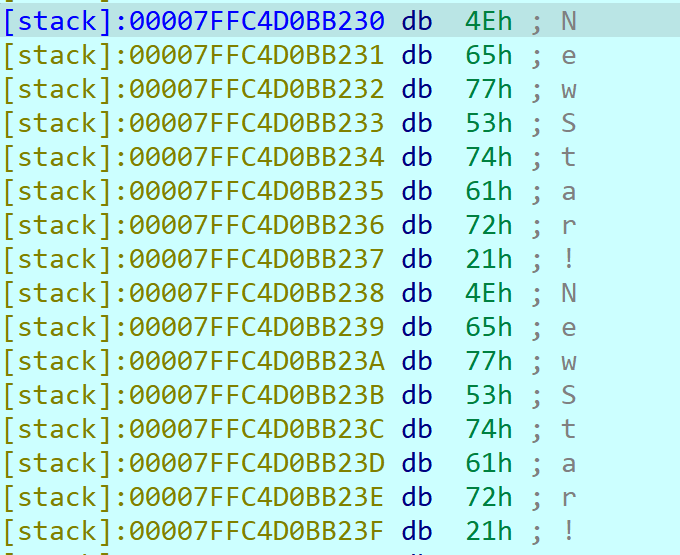 [stack]:00007FFC4D0BB230 db 4Eh ; N
[stack]:00007FFC4D0BB231 db 65h ; e
[stack]:00007FFC4D0BB232 db 77h ; w
[stack]:00007FFC4D0BB233 db 53h ; S
[stack]:00007FFC4D0BB234 db 74h ; t
[stack]:00007FFC4D0BB235 db 61h ; a
[stack]:00007FFC4D0BB236 db 72h ; r
[stack]:00007FFC4D0BB237 db 21h ; !
[stack]:00007FFC4D0BB238 db 4Eh ; N
[stack]:00007FFC4D0BB239 db 65h ; e
[stack]:00007FFC4D0BB23A db 77h ; w
[stack]:00007FFC4D0BB23B db 53h ; S
[stack]:00007FFC4D0BB23C db 74h ; t
[stack]:00007FFC4D0BB23D db 61h ; a
[stack]:00007FFC4D0BB23E db 72h ; r
[stack]:00007FFC4D0BB23F db 21h ; !